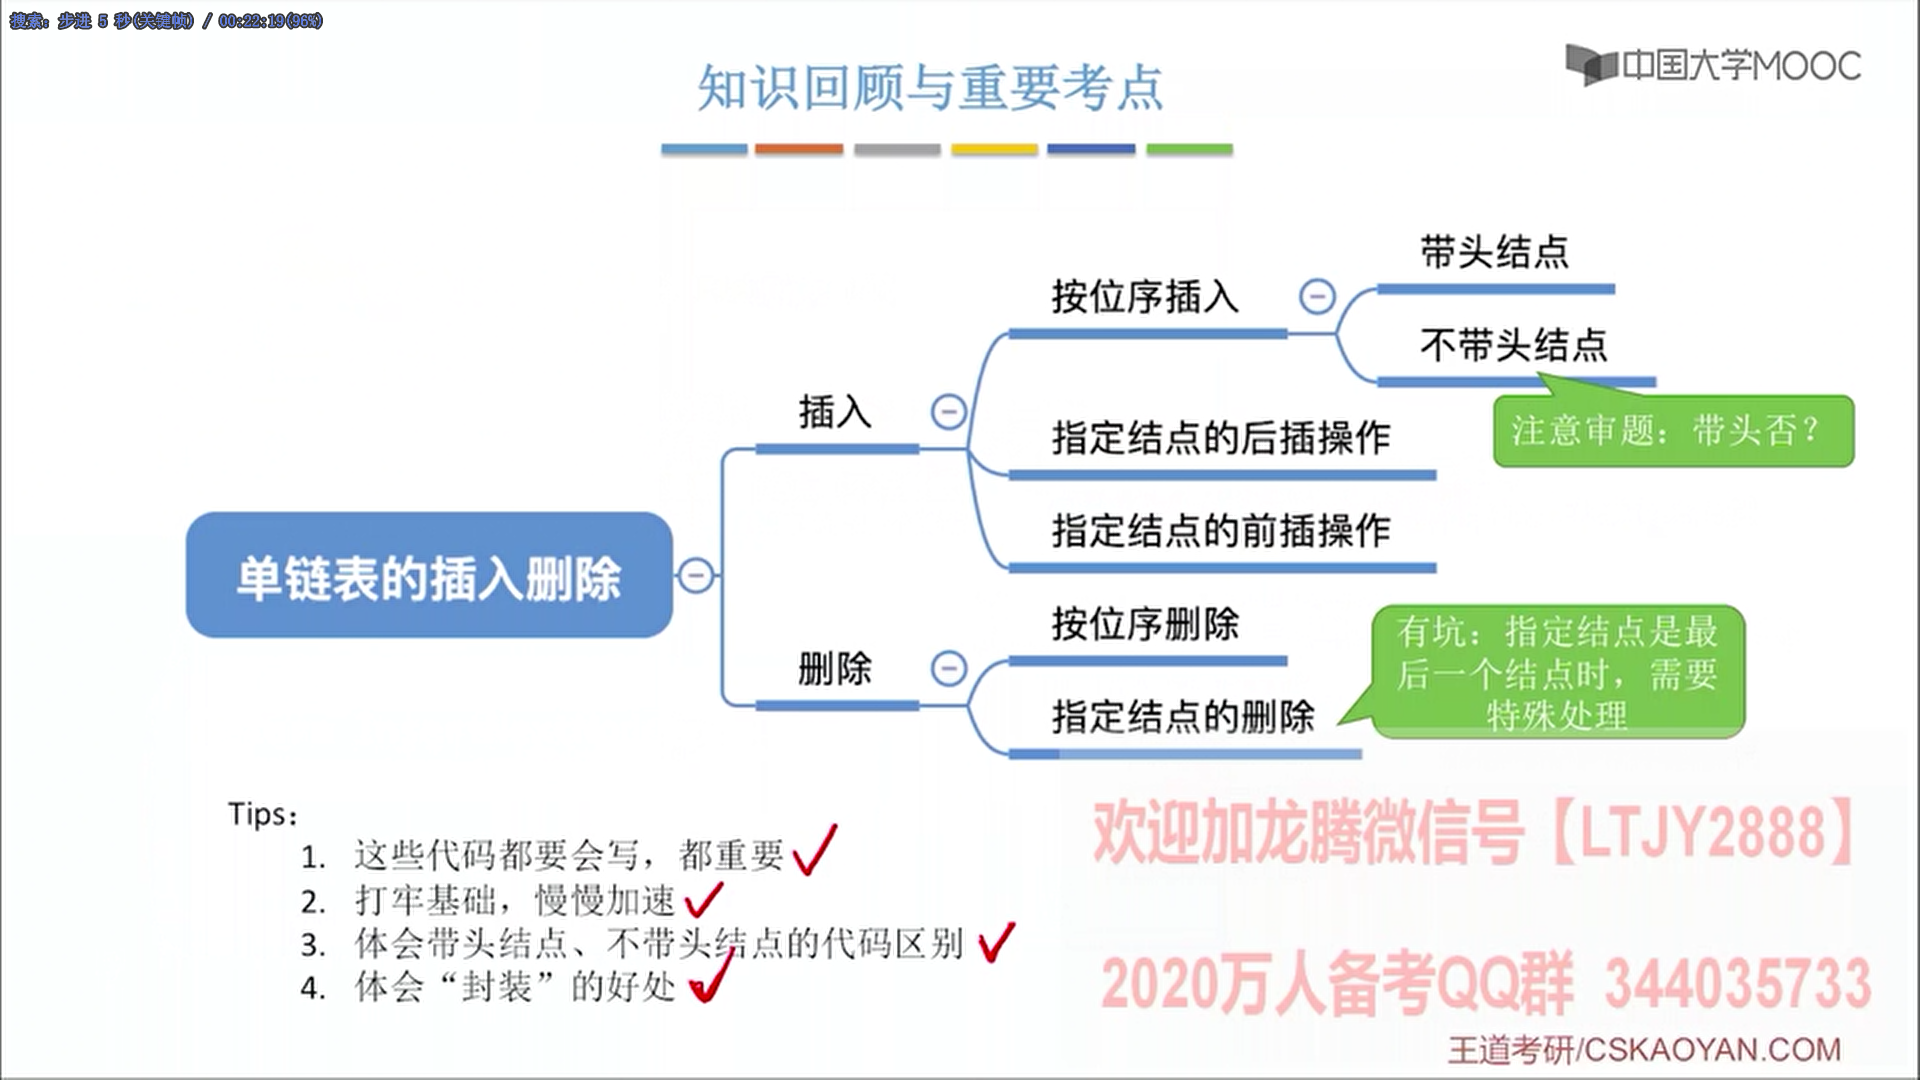 搜索: 步进 5 秒(关键帧) / 00:22:19(96%)
中国大学MOOC
知识回顾与重要考点
带头结点
按位序插入
不带头结点
注意审题：带头否？
插入
指定结点的后插操作
指定结点的前插操作
单链表的插入删除
按位序删除
删除
指定结点的删除
有坑：指定结点是最
后一个结点时，需要
特殊处理
Tips：
1. 这些代码都要会写，都重要
2. 打牢基础，慢慢加速
3. 体会带头结点、不带头结点的代码区别
4. 体会“封装”的好处
欢迎加龙腾微信号【LTJY2888】
2020万人备考QQ群 344035733
王道考研/CSKAOYAN.COM